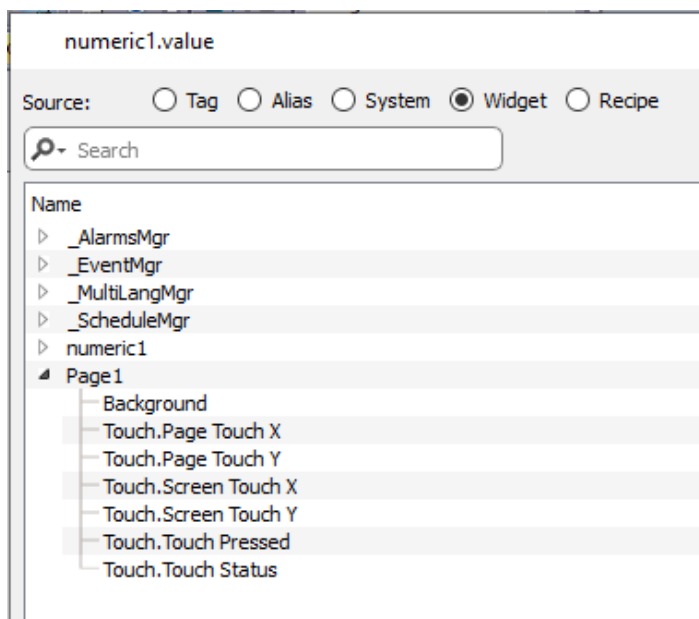 numeric1.value
Source: Tag Alias System Widget Recipe
Search
Name
_AlarmsMgr
_EventMgr
_MultiLangMgr
_ScheduleMgr
numeric1
Page1
Background
Touch.Page Touch X
Touch.Page Touch Y
Touch.Screen Touch X
Touch.Screen Touch Y
Touch.Touch Pressed
Touch.Touch Status